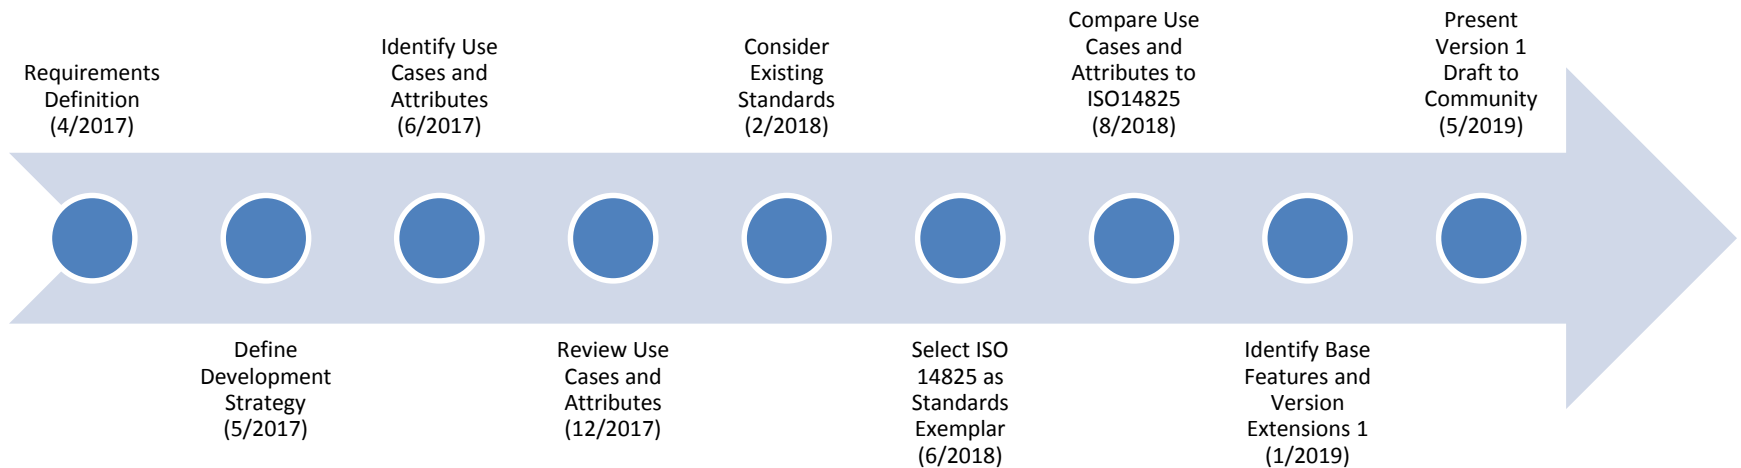 Requirements
Definition
(4/2017)
Define
Development
Strategy
(5/2017)
Identify Use
Cases and
Attributes
(6/2017)
Review Use
Cases and
Attributes
(12/2017)
Consider
Existing
Standards
(2/2018)
Select ISO
14825 as
Standards
Exemplar
(6/2018)
Compare Use
Cases and
Attributes to
ISO14825
(8/2018)
Identify Base
Features and
Version
Extensions 1
(1/2019)
Present
Version 1
Draft to
Community
(5/2019)